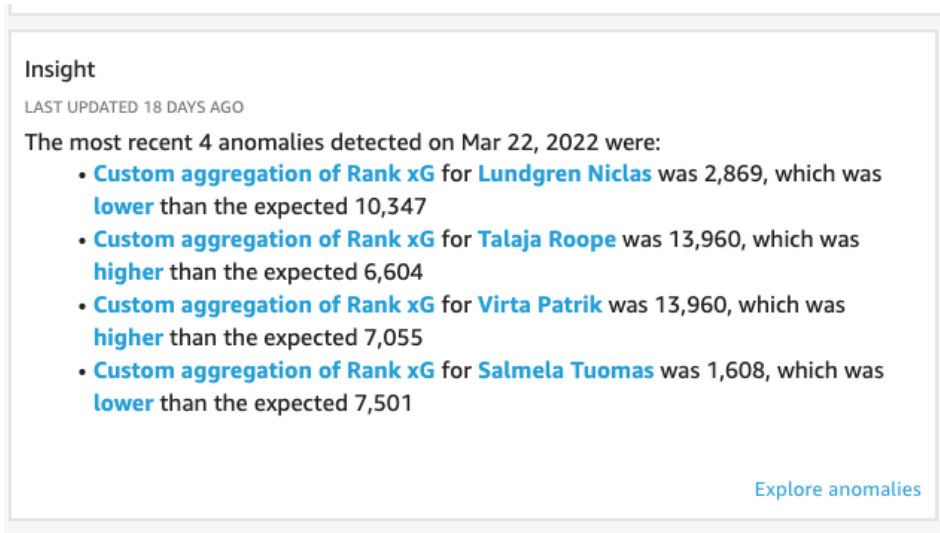 Insight
LAST UPDATED 18 DAYS AGO
The most recent 4 anomalies detected on Mar 22, 2022 were:
• Custom aggregation of Rank xG for Lundgren Niclas was 2,869, which was
lower than the expected 10,347
• Custom aggregation of Rank xG for Talaja Roope was 13,960, which was
higher than the expected 6,604
• Custom aggregation of Rank xG for Virta Patrik was 13,960, which was
higher than the expected 7,055
• Custom aggregation of Rank xG for Salmela Tuomas was 1,608, which was
lower than the expected 7,501
Explore anomalies